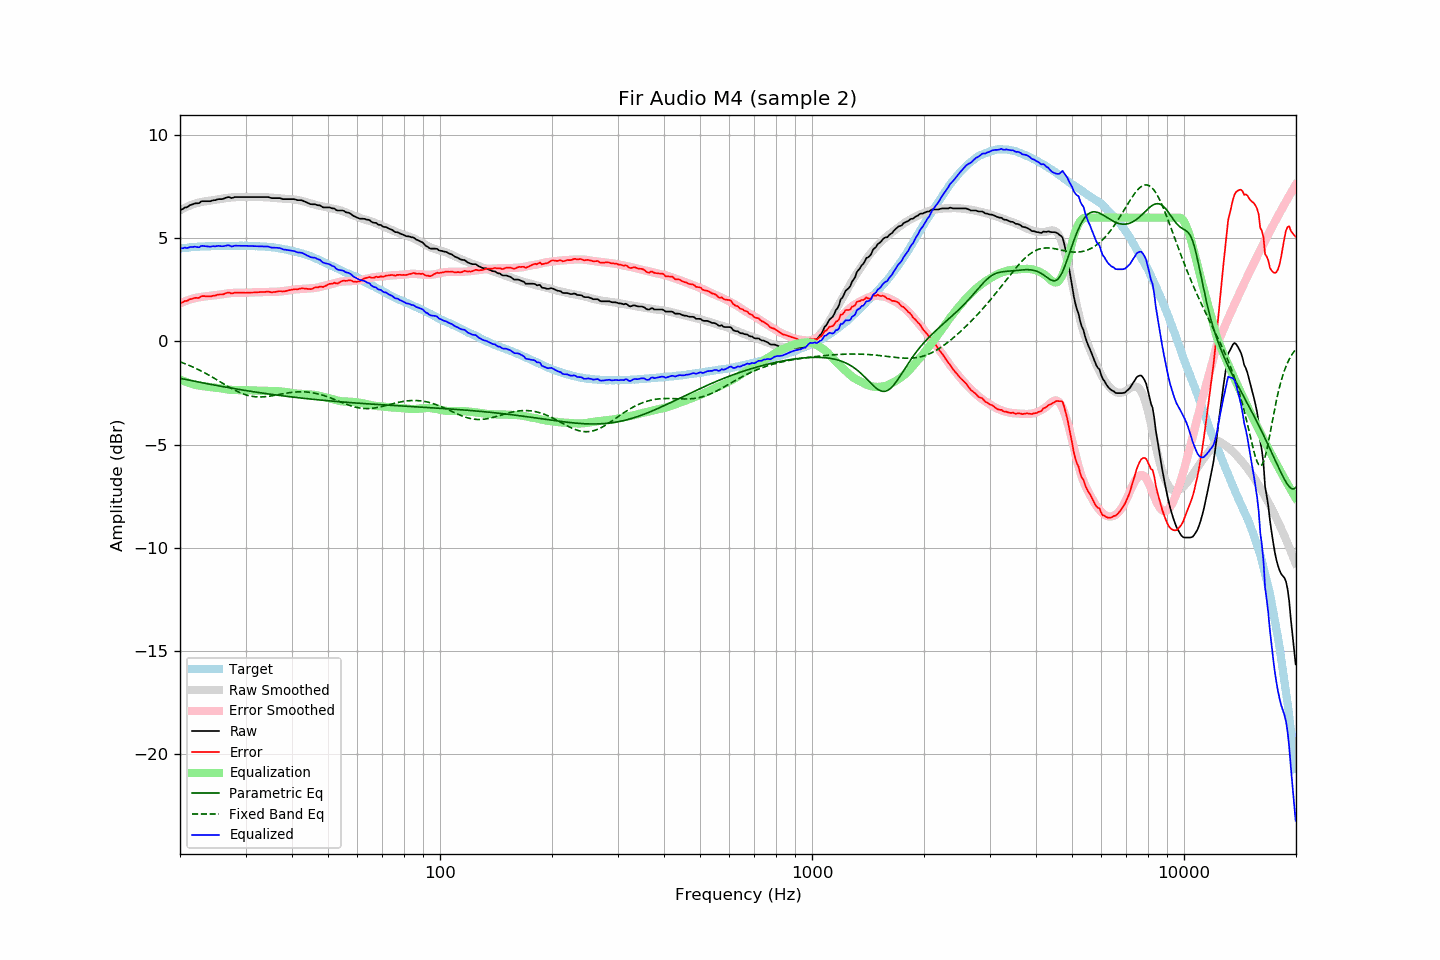 Fir Audio M4 (sample 2)
10
5
0
−5
−10
−15
−20
Amplitude (dBr)
Target
Raw Smoothed
Error Smoothed
Raw
Error
Equalization
Parametric Eq
Fixed Band Eq
Equalized
100 1000 10000
Frequency (Hz)